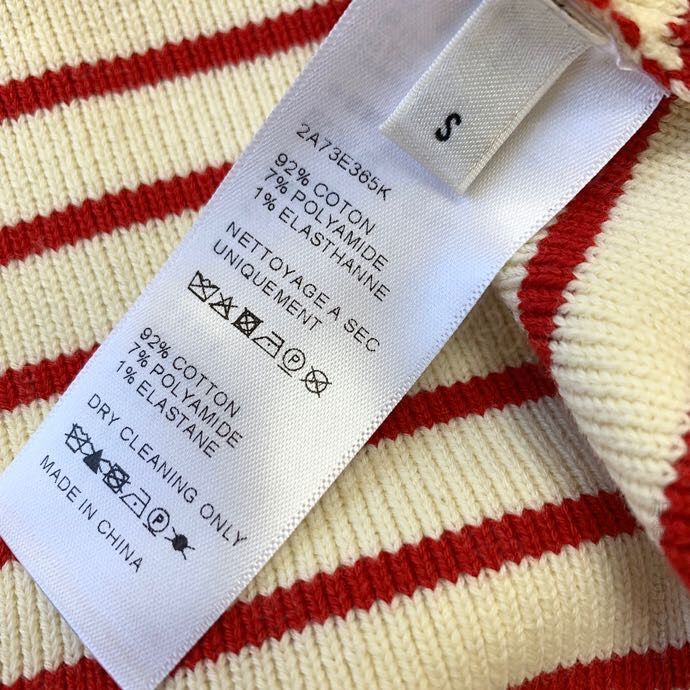 S
2A73E365K
92% COTON
7% POLYAMIDE
1% ELASTHANNE
NETTOYAGE A SEC
UNIQUEMENT
P
92% COTTON
7% POLYAMIDE
1% ELASTANE
DRY CLEANING ONLY
P
MADE IN CHINA